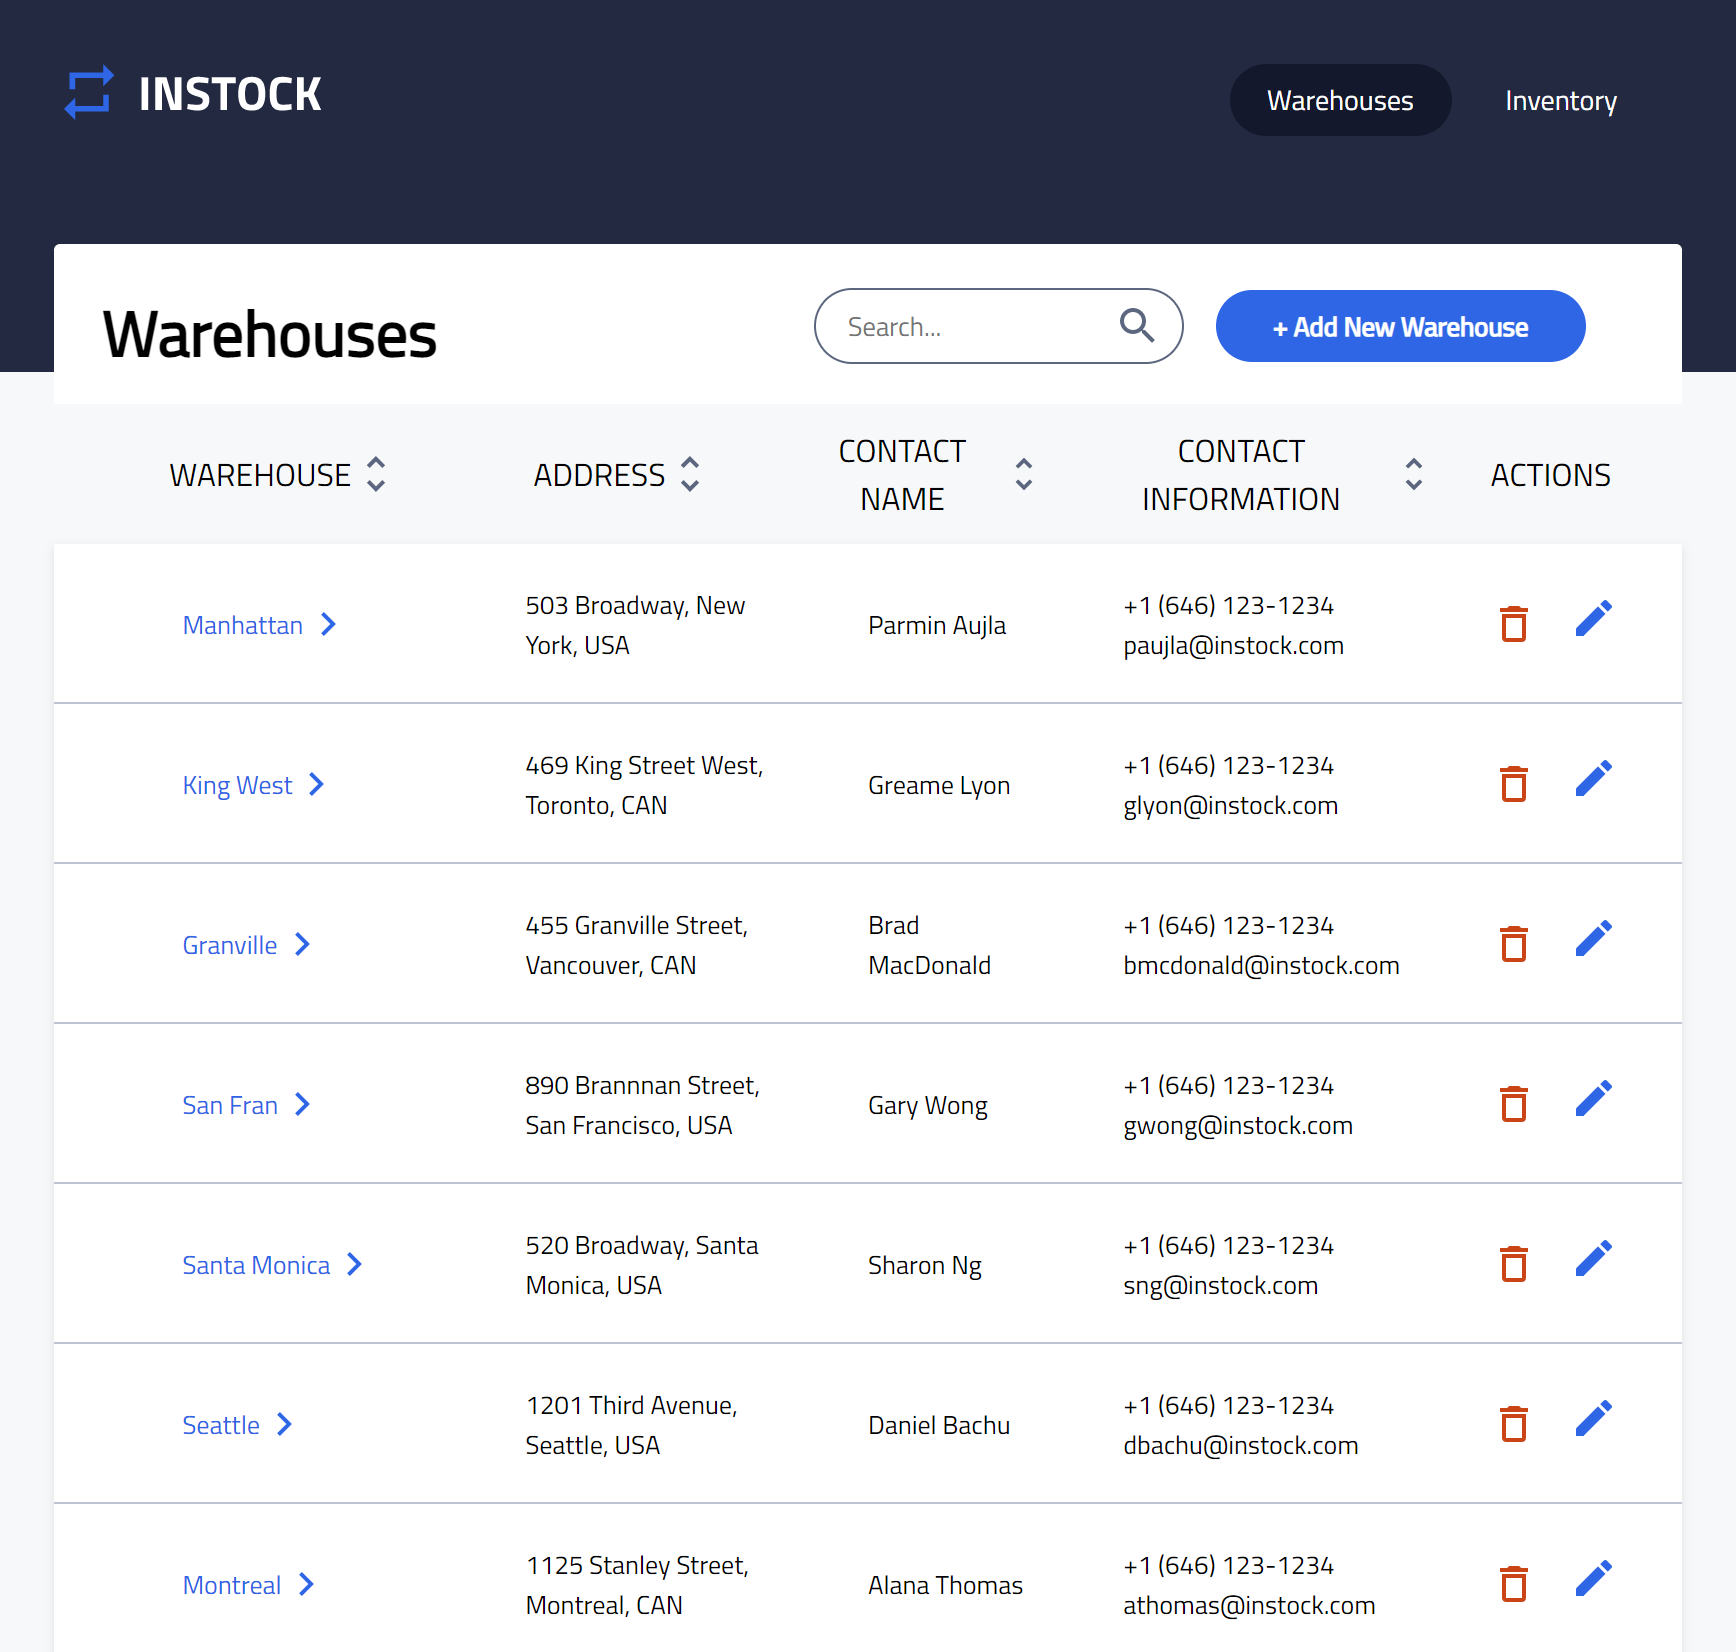 INSTOCK
Warehouses
Inventory
Warehouses
Search...
+ Add New Warehouse
WAREHOUSE
ADDRESS
CONTACT
NAME
CONTACT
INFORMATION
ACTIONS
Manhattan
503 Broadway, New
York, USA
Parmin Aujla
+1 (646) 123-1234
paujla@instock.com
King West
469 King Street West,
Toronto, CAN
Greame Lyon
+1 (646) 123-1234
glyon@instock.com
Granville
455 Granville Street,
Vancouver, CAN
Brad
MacDonald
+1 (646) 123-1234
bmcdonald@instock.com
San Fran
890 Brannnan Street,
San Francisco, USA
Gary Wong
+1 (646) 123-1234
gwong@instock.com
Santa Monica
520 Broadway, Santa
Monica, USA
Sharon Ng
+1 (646) 123-1234
sng@instock.com
Seattle
1201 Third Avenue,
Seattle, USA
Daniel Bachu
+1 (646) 123-1234
dbachu@instock.com
Montreal
1125 Stanley Street,
Montreal, CAN
Alana Thomas
+1 (646) 123-1234
athomas@instock.com